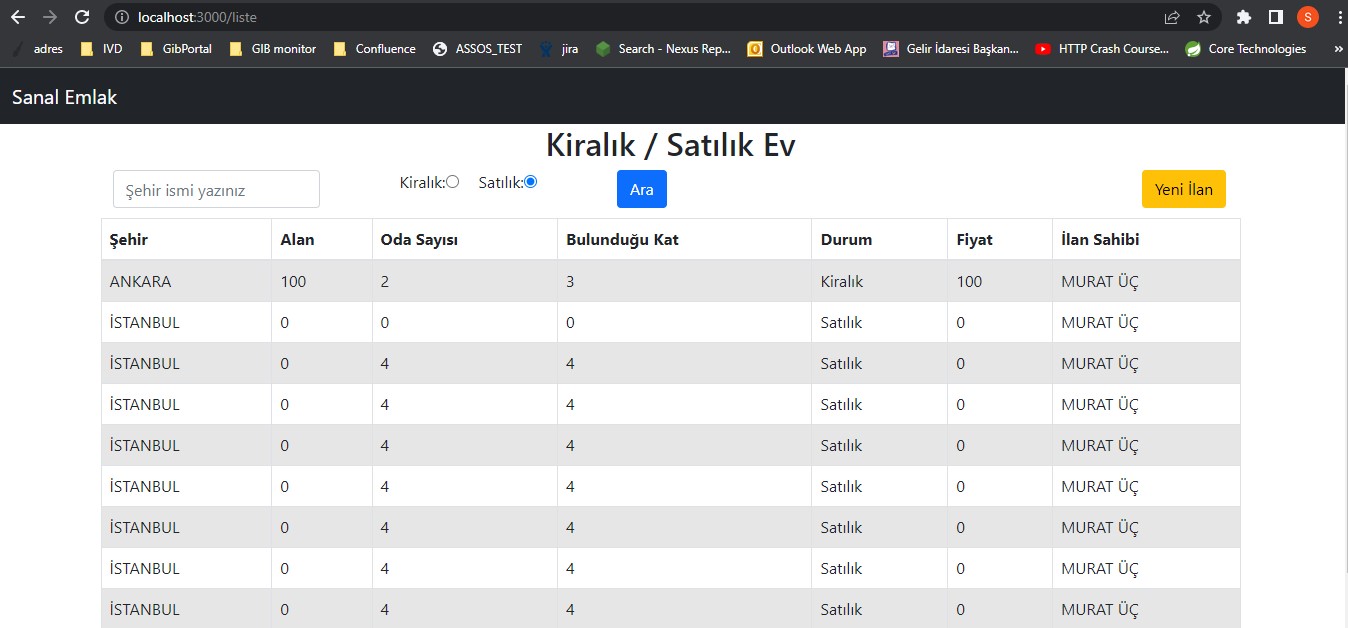 localhost:3000/liste
S
adres IVD GibPortal GIB monitor Confluence ASSOS_TEST jira Search - Nexus Rep... Outlook Web App Gelir İdaresi Başkan... HTTP Crash Course... Core Technologies »
Sanal Emlak
Kiralık / Satılık Ev
Şehir ismi yazınız Kiralık: Satılık: Ara Yeni İlan
Şehir Alan Oda Sayısı Bulunduğu Kat Durum Fiyat İlan Sahibi
ANKARA 100 2 3 Kiralık 100 MURAT ÜÇ
İSTANBUL 0 0 0 Satılık 0 MURAT ÜÇ
İSTANBUL 0 4 4 Satılık 0 MURAT ÜÇ
İSTANBUL 0 4 4 Satılık 0 MURAT ÜÇ
İSTANBUL 0 4 4 Satılık 0 MURAT ÜÇ
İSTANBUL 0 4 4 Satılık 0 MURAT ÜÇ
İSTANBUL 0 4 4 Satılık 0 MURAT ÜÇ
İSTANBUL 0 4 4 Satılık 0 MURAT ÜÇ
İSTANBUL 0 4 4 Satılık 0 MURAT ÜÇ